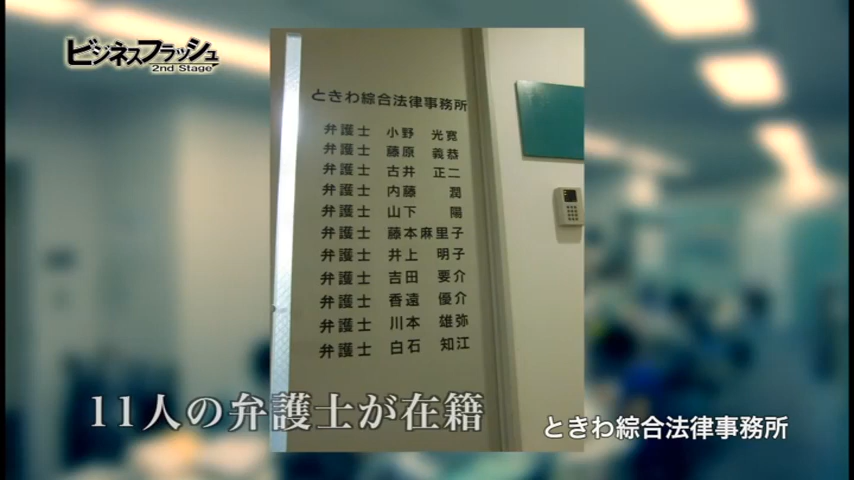 ビジネスフラッシュ
2nd Stage
ときわ綜合法律事務所
弁護士 小野 光寛
弁護士 藤原 義恭
弁護士 古井 正二
弁護士 内藤 潤
弁護士 山下 陽
弁護士 藤本麻里子
弁護士 井上 明子
弁護士 吉田 要介
弁護士 香遠 優介
弁護士 川本 雄弥
弁護士 白石 知江
11人の弁護士が在籍
ときわ綜合法律事務所